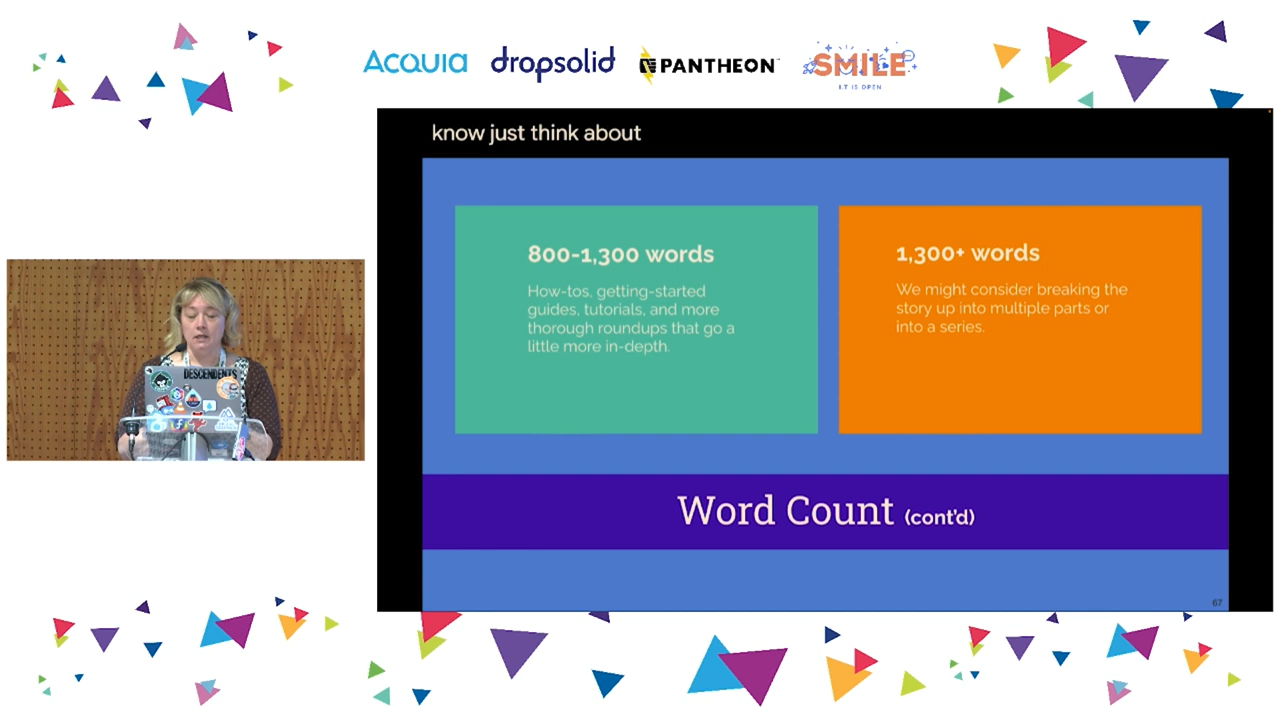 ACQUIA dropsolid PANTHEON SMILE
I.T IS OPEN
know just think about
800-1,300 words
How-tos, getting-started
guides, tutorials, and more
thorough roundups that go a
little more in-depth.
1,300+ words
We might consider breaking the
story up into multiple parts or
into a series.
DESCENDENTS
Word Count (cont'd)
67